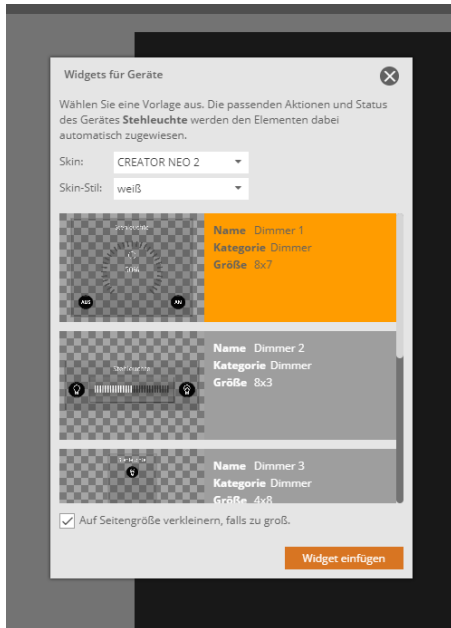 Widgets für Geräte
Wählen Sie eine Vorlage aus. Die passenden Aktionen und Status
des Gerätes Stehleuchte werden den Elementen dabei
automatisch zugewiesen.
Skin: CREATOR NEO 2
Skin-Stil: weiß
Stehleuchte
50%
AUS AN
Name Dimmer 1
Kategorie Dimmer
Größe 8x7
Stehleuchte
Name Dimmer 2
Kategorie Dimmer
Größe 8x3
Name Dimmer 3
Kategorie Dimmer
Größe 4x8
Auf Seitengröße verkleinern, falls zu groß.
Widget einfügen